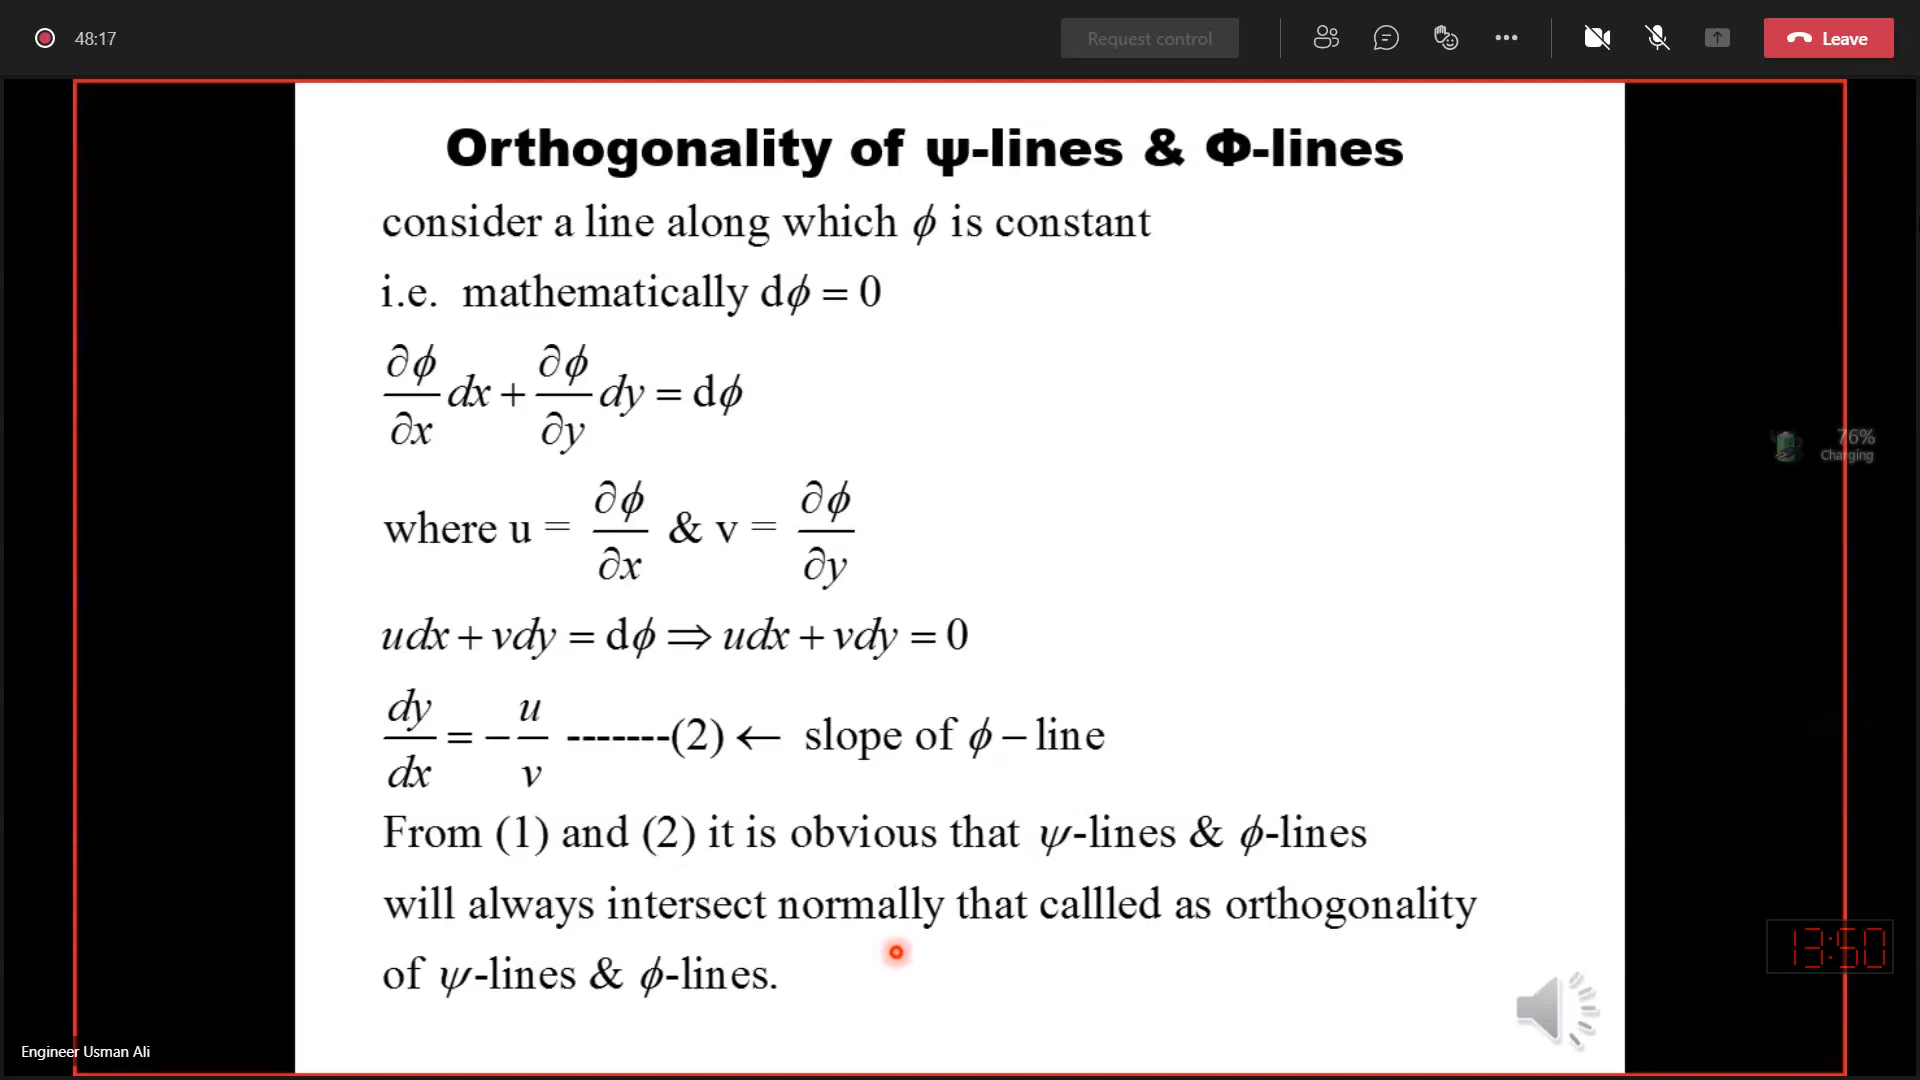 48:17
Request control
Leave
Orthogonality of ψ-lines & Φ-lines
consider a line along which ϕ is constant
i.e. mathematically dϕ = 0
∂ϕ/∂x dx + ∂ϕ/∂y dy = dϕ
where u = ∂ϕ/∂x & v = ∂ϕ/∂y
udx + vdy = dϕ ⇒ udx + vdy = 0
dy/dx = − u/v -------(2) ← slope of ϕ − line
From (1) and (2) it is obvious that ψ-lines & ϕ-lines
will always intersect normally that callled as orthogonality
of ψ-lines & ϕ-lines.
76%
Charging
13:50
Engineer Usman Ali